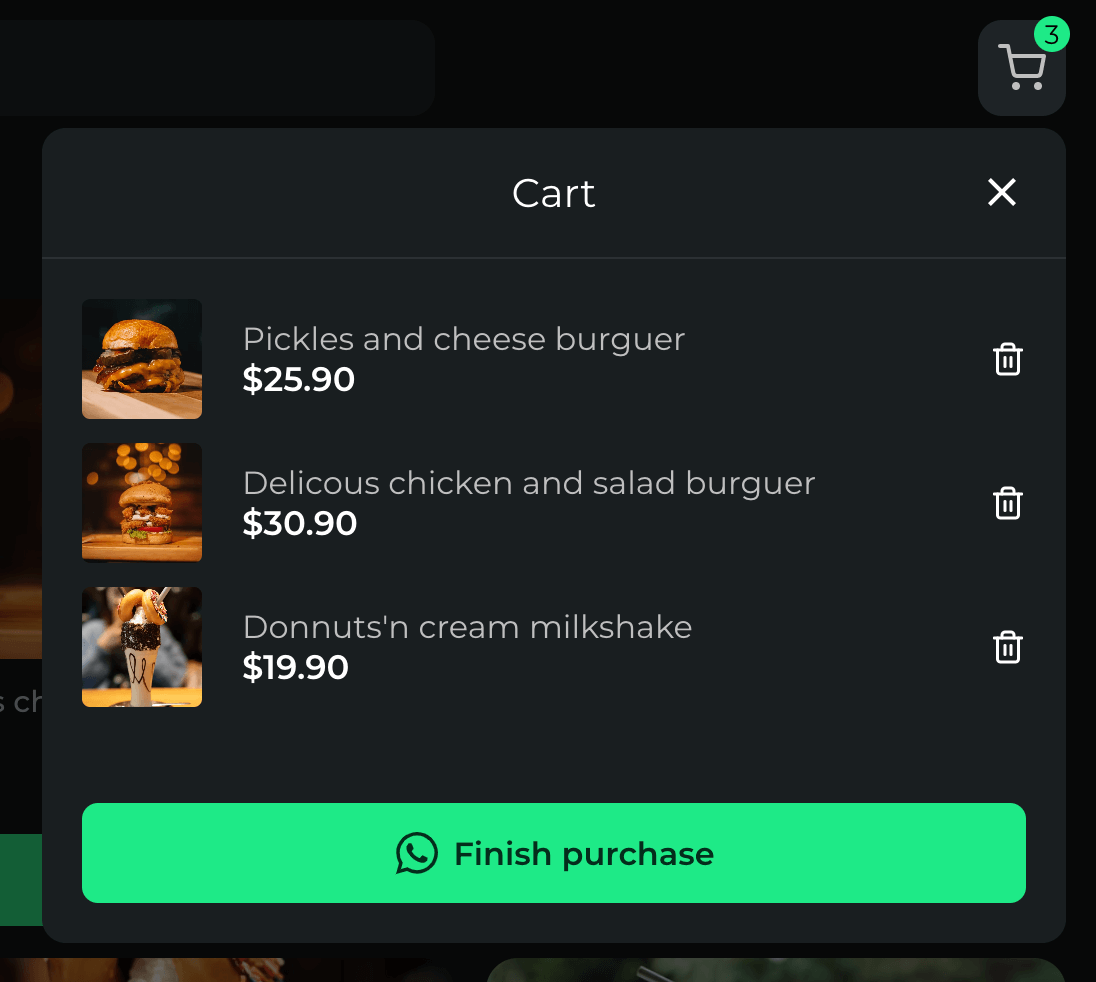 3
Cart
Pickles and cheese burguer
$25.90
Delicous chicken and salad burguer
$30.90
Donnuts'n cream milkshake
$19.90
s ch
Finish purchase